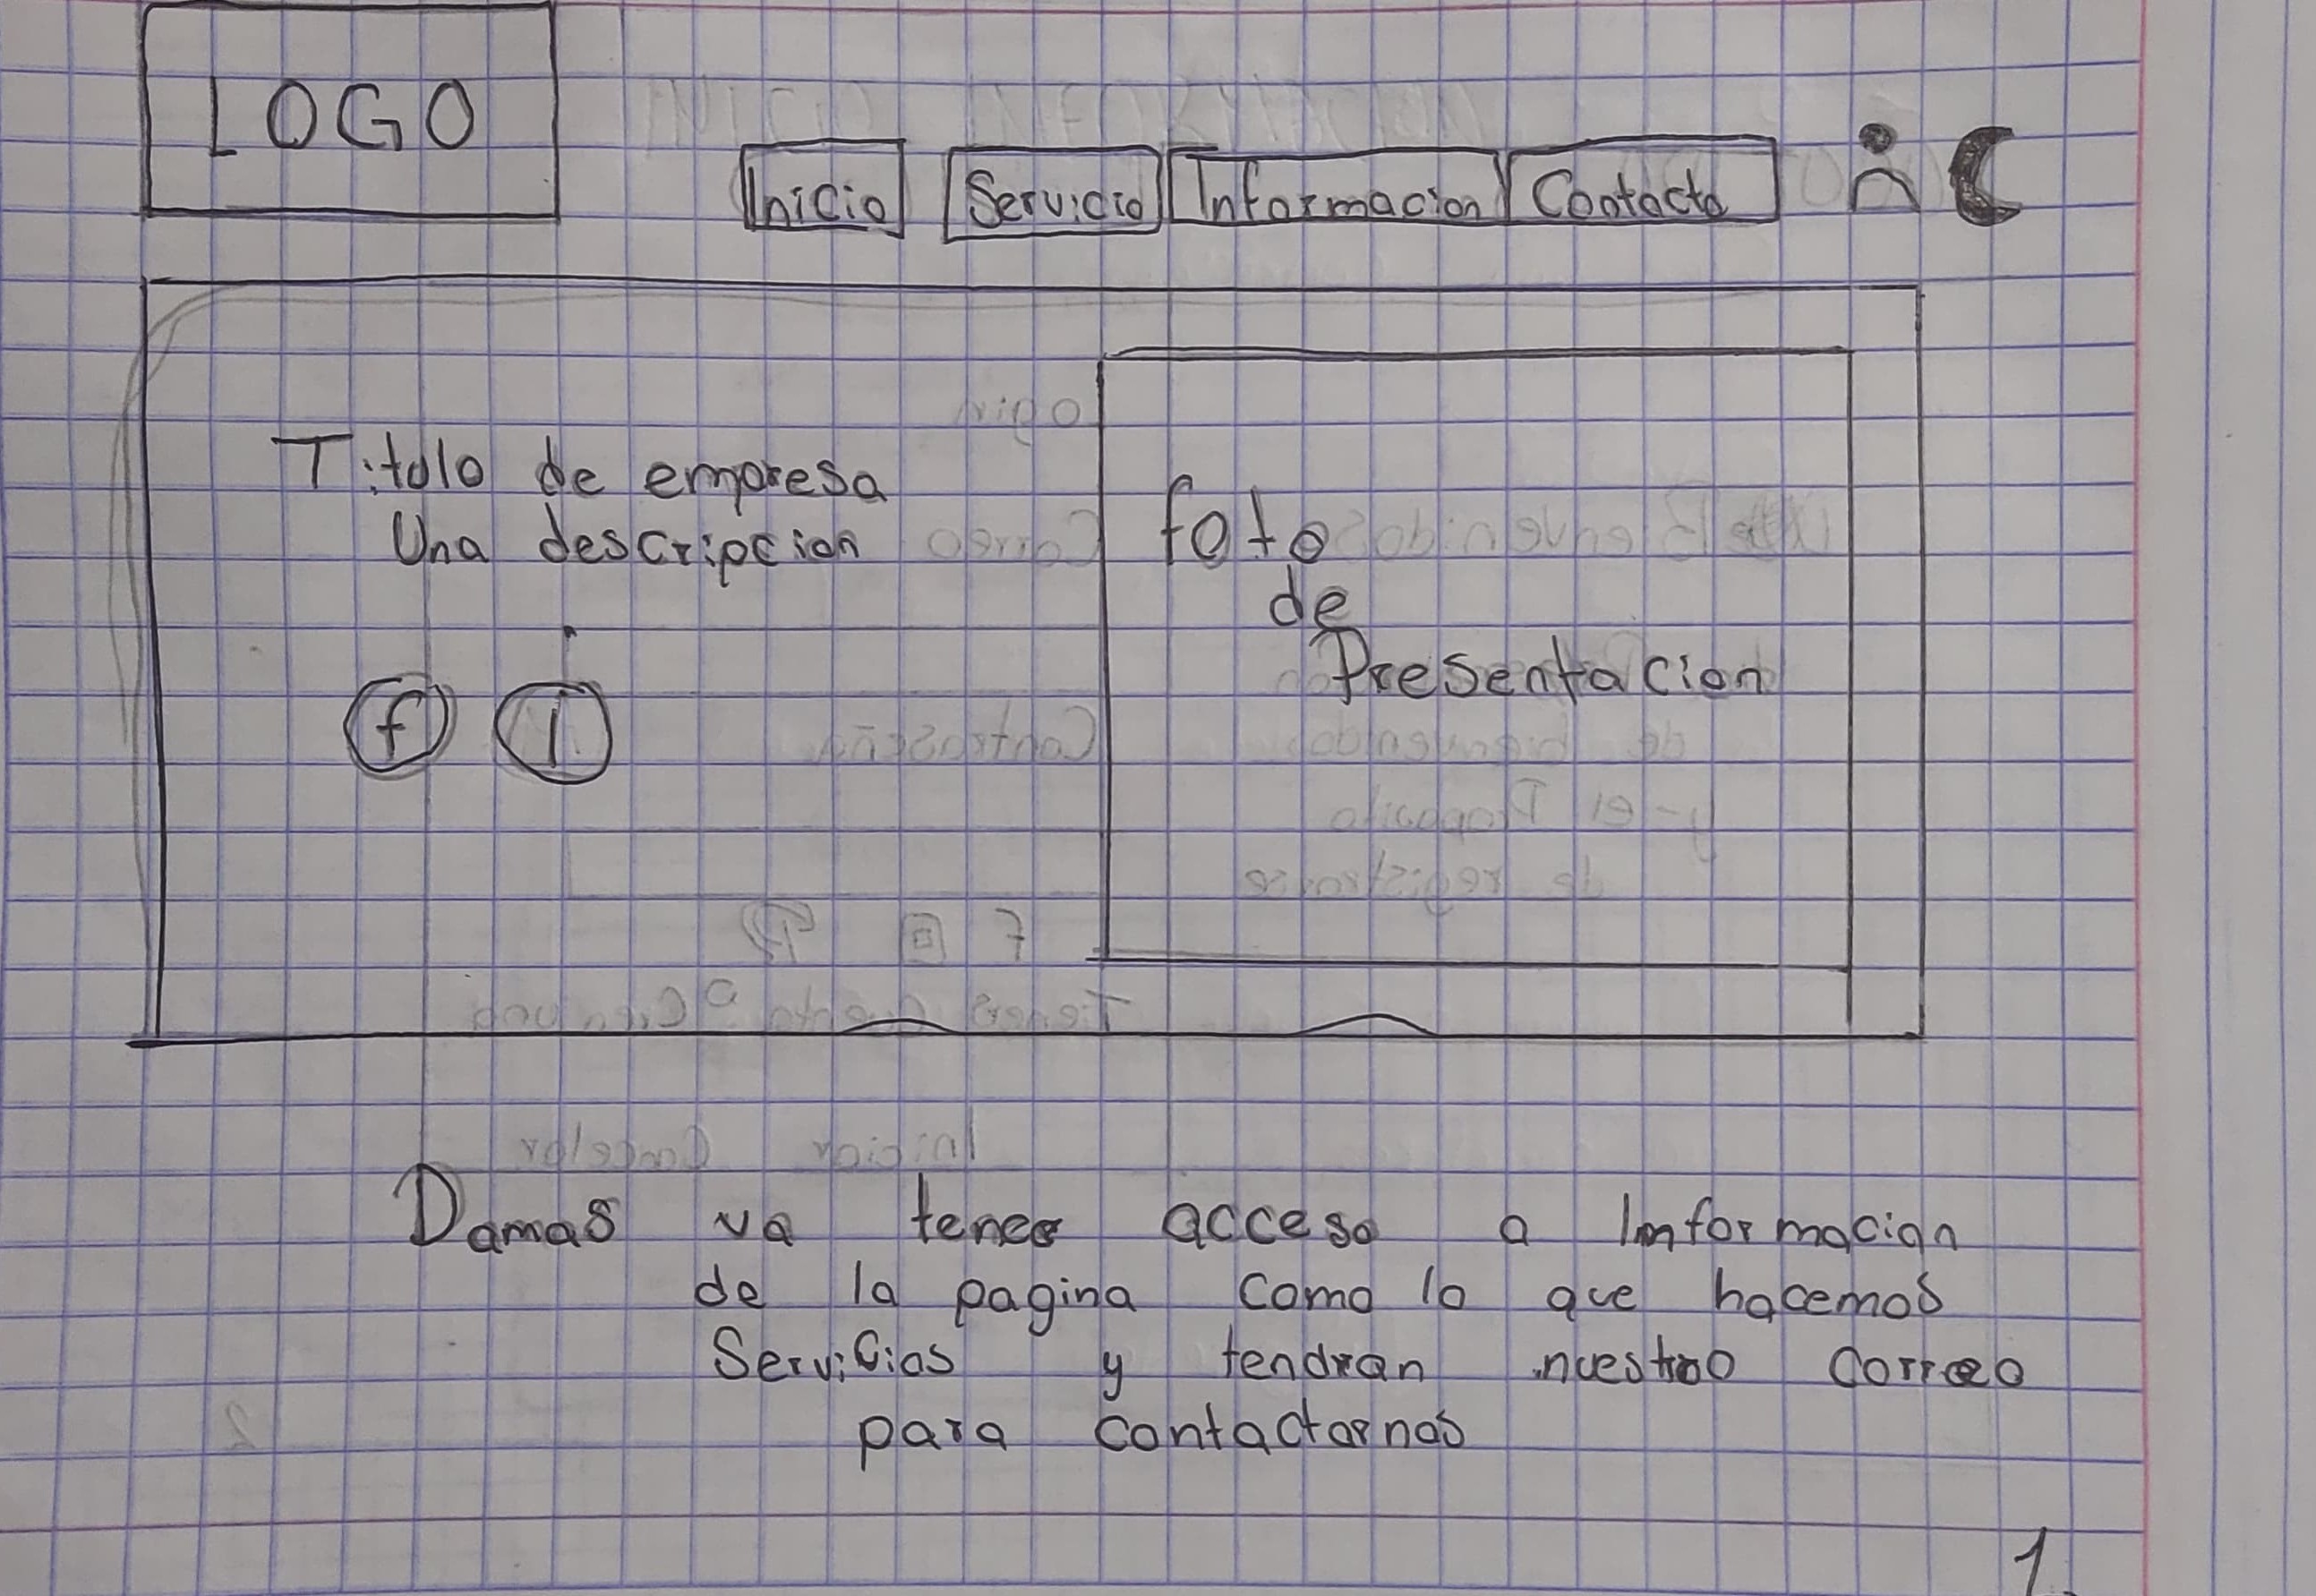 LOGO
Inicio Servicio Informacion Contacto
Titulo de empresa
Una descripcion
f i
foto
de
Presentacion
Damas va tener acceso a Imformacion
de la pagina como lo que hacemos
Servicios y tendran nuestro correo
para contactarnos
1